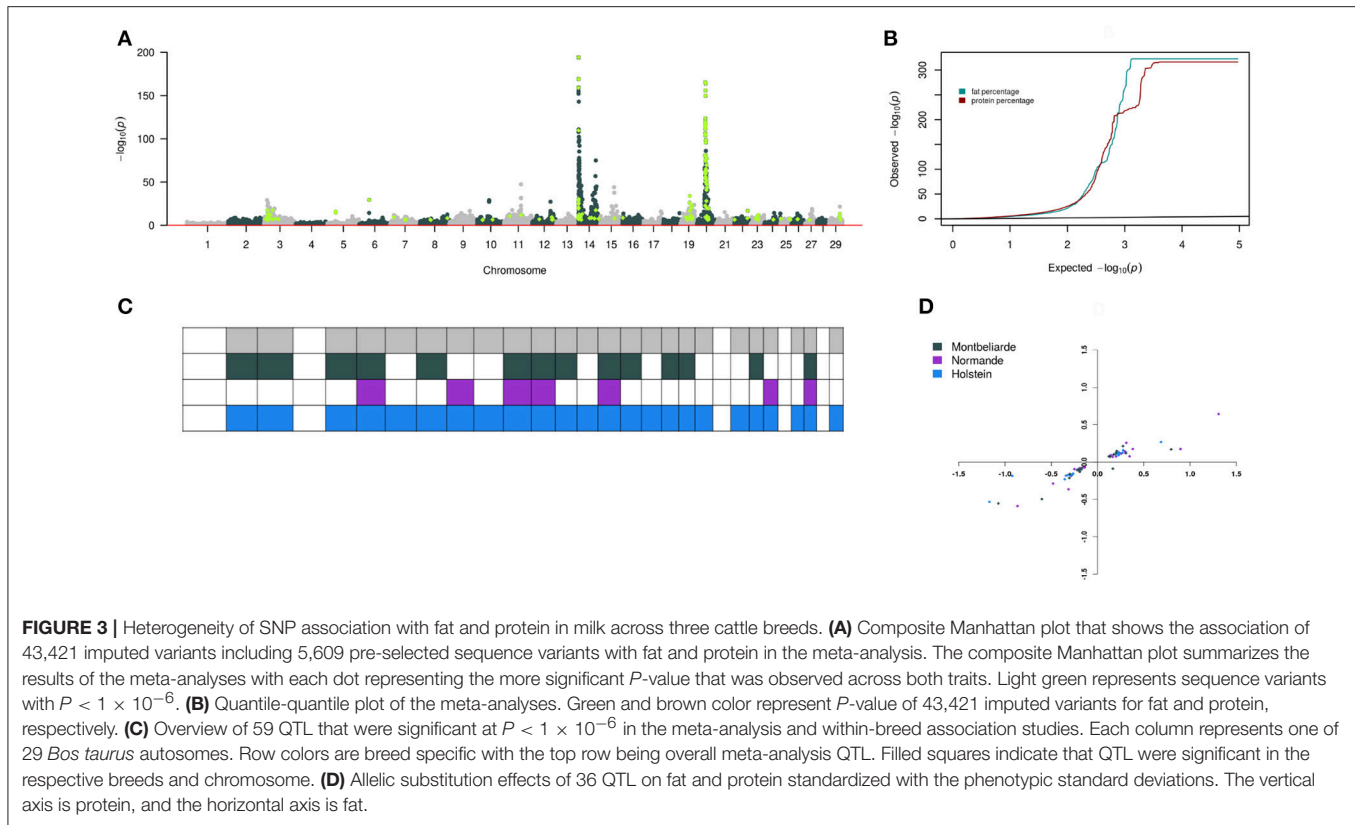 A
200
150
100
50
0
−log10(p)
1 2 3 4 5 6 7 8 9 10 11 12 13 14 15 16 17 19 21 23 25 27 29
Chromosome
B
300
200
100
50
0
Observed −log10(p)
fat percentage
protein percentage
0 1 2 3 4 5
Expected −log10(p)
C
D
Montbeliarde
Normande
Holstein
1.5
1.0
0.5
0.0
-0.5
-1.0
-1.5
-1.5 -1.0 -0.5 0.0 0.5 1.0 1.5
FIGURE 3 | Heterogeneity of SNP association with fat and protein in milk across three cattle breeds. (A) Composite Manhattan plot that shows the association of
43,421 imputed variants including 5,609 pre-selected sequence variants with fat and protein in the meta-analysis. The composite Manhattan plot summarizes the
results of the meta-analyses with each dot representing the more significant P-value that was observed across both traits. Light green represents sequence variants
with P < 1 × 10−6. (B) Quantile-quantile plot of the meta-analyses. Green and brown color represent P-value of 43,421 imputed variants for fat and protein,
respectively. (C) Overview of 59 QTL that were significant at P < 1 × 10−6 in the meta-analysis and within-breed association studies. Each column represents one of
29 Bos taurus autosomes. Row colors are breed specific with the top row being overall meta-analysis QTL. Filled squares indicate that QTL were significant in the
respective breeds and chromosome. (D) Allelic substitution effects of 36 QTL on fat and protein standardized with the phenotypic standard deviations. The vertical
axis is protein, and the horizontal axis is fat.